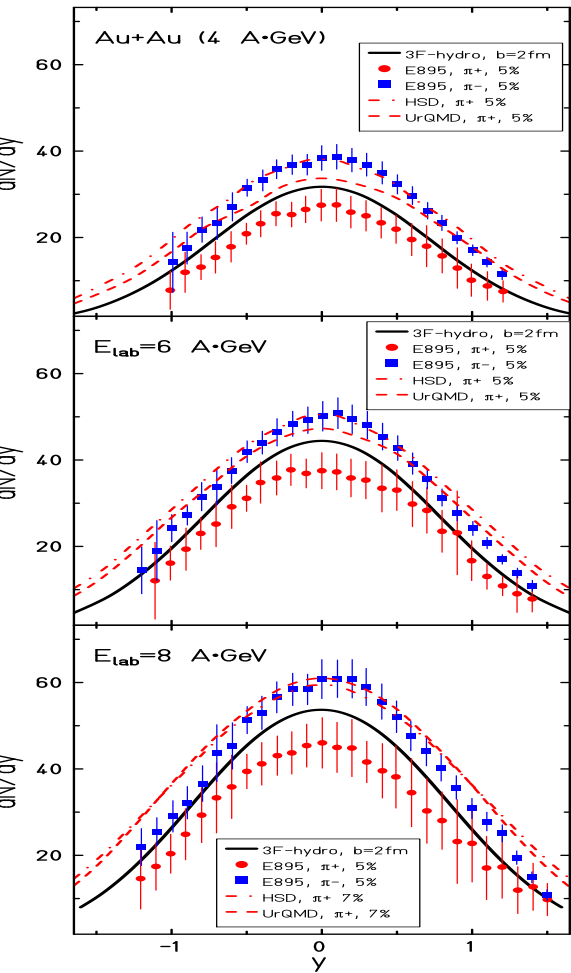 Au+Au (4 A•GeV)
3F-hydro, b=2fm
E895, π+, 5%
E895, π-, 5%
HSD, π+ 5%
UrQMD, π+, 5%
60
40
20
dN/dy
E_lab=6 A•GeV
3F-hydro, b=2fm
E895, π+, 5%
E895, π-, 5%
HSD, π+ 5%
UrQMD, π+, 5%
60
40
20
dN/dy
E_lab=8 A•GeV
60
40
20
dN/dy
3F-hydro, b=2fm
E895, π+, 5%
E895, π-, 5%
HSD, π+ 7%
UrQMD, π+, 7%
-1 0 1
y